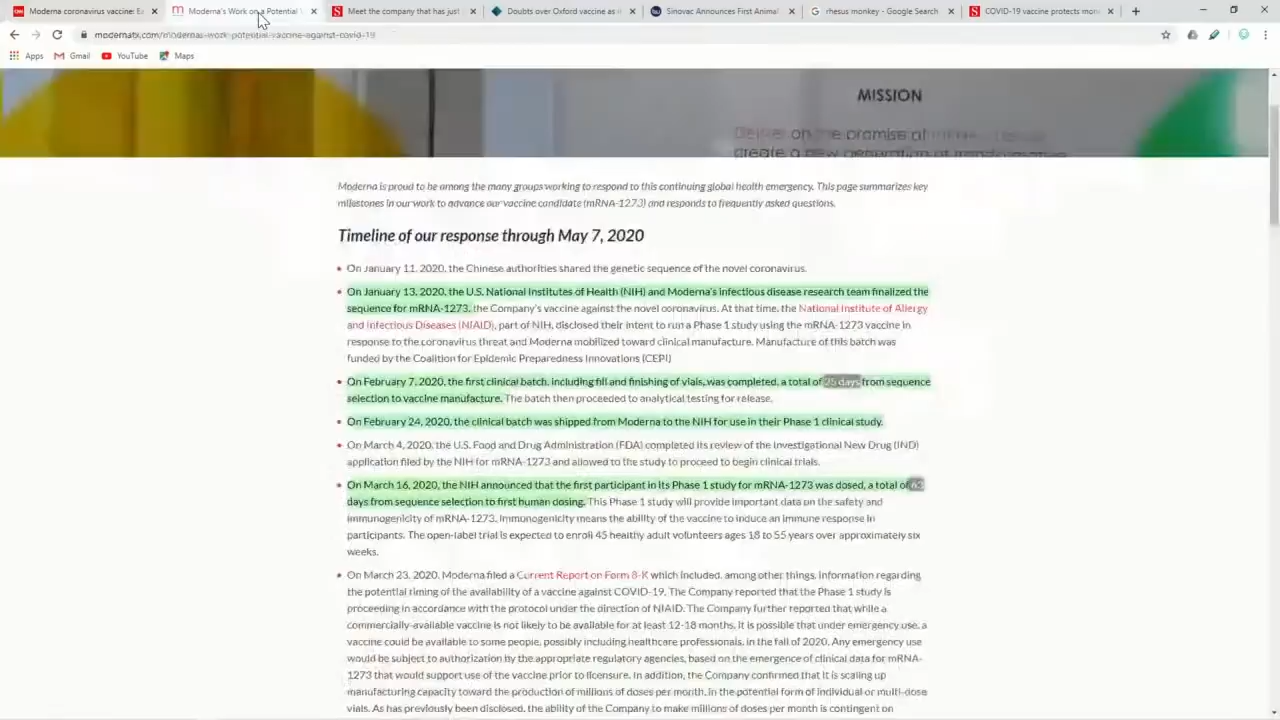 Moderna coronavirus vaccine: Ea
Moderna's Work on a Potential V
Meet the company that has just
Doubts over Oxford vaccine as it
Sinovac Announces First Animal
rhesus monkey - Google Search
COVID-19 vaccine protects mon
modernatx.com/modernas-work-potential-vaccine-against-covid-19
Apps Gmail YouTube Maps
MISSION
Deliver on the promise of
create a new generation of
Moderna is proud to be among the many groups working to respond to this continuing global health emergency. This page summarizes key
milestones in our work to advance our vaccine candidate (mRNA-1273) and responds to frequently asked questions.
Timeline of our response through May 7, 2020
On January 11, 2020, the Chinese authorities shared the genetic sequence of the novel coronavirus.
On January 13, 2020, the U.S. National Institutes of Health (NIH) and Moderna's infectious disease research team finalized the
sequence for mRNA-1273, the Company's vaccine against the novel coronavirus. At that time, the National Institute of Allergy
and Infectious Diseases (NIAID), part of NIH, disclosed their intent to run a Phase 1 study using the mRNA-1273 vaccine in
response to the coronavirus threat and Moderna mobilized toward clinical manufacture. Manufacture of this batch was
funded by the Coalition for Epidemic Preparedness Innovations (CEPI)
On February 7, 2020, the first clinical batch, including fill and finishing of vials, was completed, a total of 25 days from sequence
selection to vaccine manufacture. The batch then proceeded to analytical testing for release.
On February 24, 2020, the clinical batch was shipped from Moderna to the NIH for use in their Phase 1 clinical study.
On March 4, 2020, the U.S. Food and Drug Administration (FDA) completed its review of the Investigational New Drug (IND)
application filed by the NIH for mRNA-1273 and allowed to the study to proceed to begin clinical trials.
On March 16, 2020, the NIH announced that the first participant in its Phase 1 study for mRNA-1273 was dosed, a total of 63
days from sequence selection to first human dosing. This Phase 1 study will provide important data on the safety and
immunogenicity of mRNA-1273. Immunogenicity means the ability of the vaccine to induce an immune response in
participants. The open-label trial is expected to enroll 45 healthy adult volunteers ages 18 to 55 years over approximately six
weeks.
On March 23, 2020, Moderna filed a Current Report on Form 8-K which included, among other things, information regarding
the potential timing of the availability of a vaccine against COVID-19. The Company reported that the Phase 1 study is
proceeding in accordance with the protocol under the direction of NIAID. The Company further reported that while a
commercially-available vaccine is not likely to be available for at least 12-18 months, it is possible that under emergency use, a
vaccine could be available to some people, possibly including healthcare professionals, in the fall of 2020. Any emergency use
would be subject to authorization by the appropriate regulatory agencies, based on the emergence of clinical data for mRNA-
1273 that would support use of the vaccine prior to licensure. In addition, the Company confirmed that it is scaling up
manufacturing capacity toward the production of millions of doses per month, in the potential form of individual or multi-dose
vials. As has previously been disclosed, the ability of the Company to make millions of doses per month is contingent on